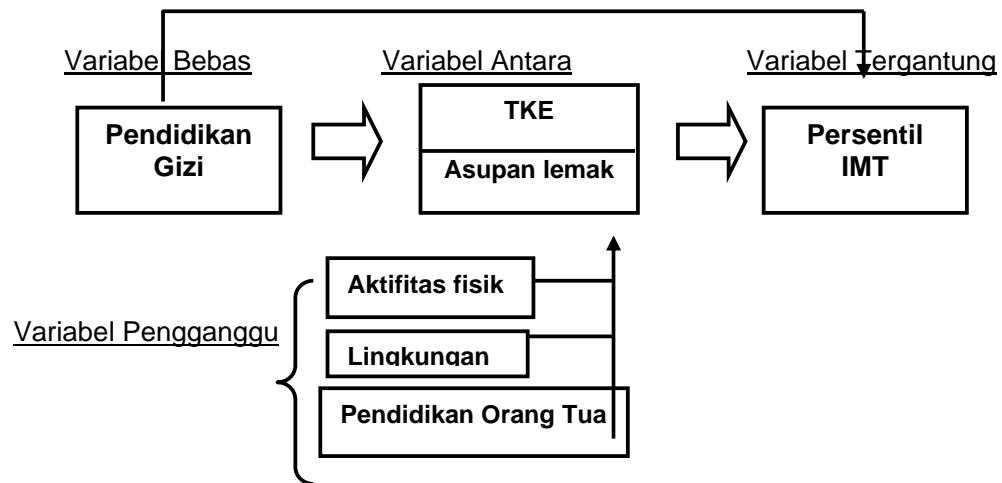 Variabel Bebas
Variabel Antara
Variabel Tergantung
Pendidikan
Gizi
TKE
Asupan lemak
Persentil
IMT
Aktifitas fisik
Variabel Pengganggu
Lingkungan
Pendidikan Orang Tua